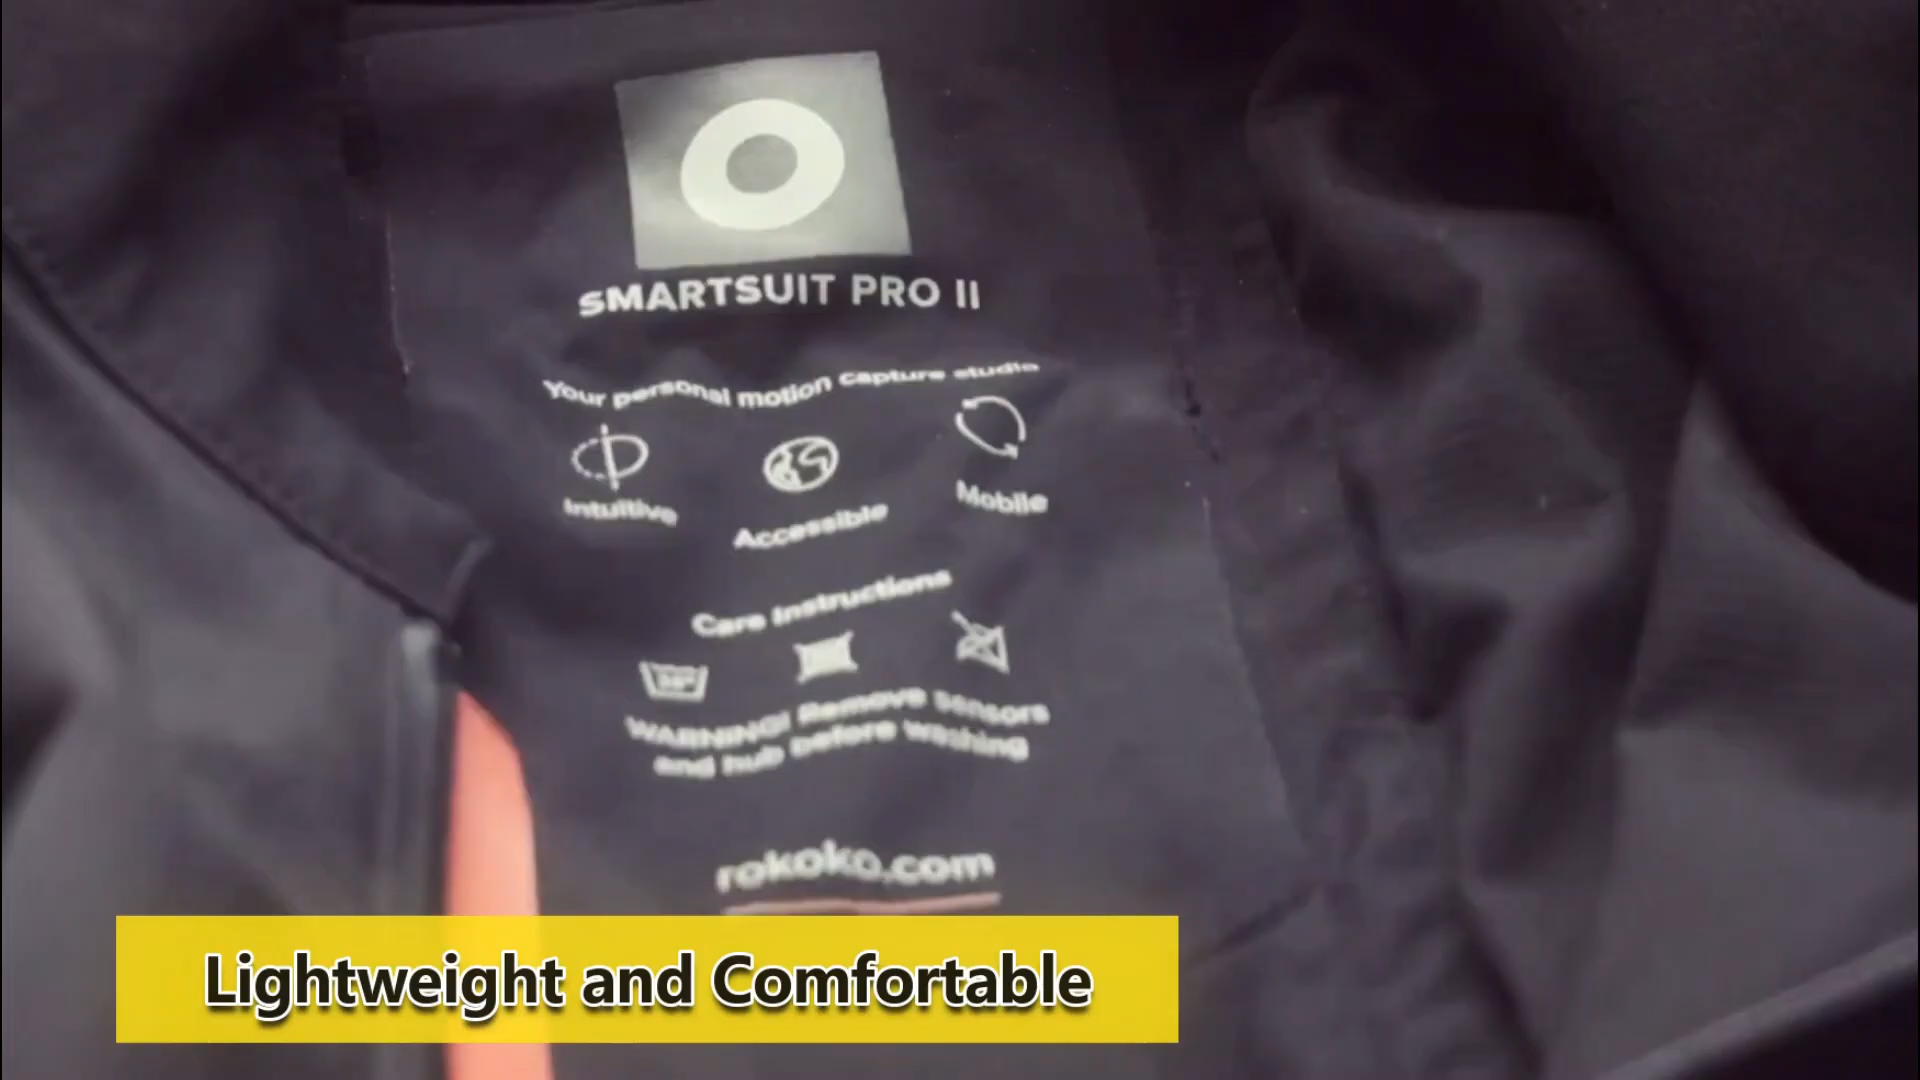 SMARTSUIT PRO II
Your personal motion capture studio
Intuitive
Accessible
Mobile
Care Instructions
WARNING! Remove sensors
and hub before washing
rokoko.com
Lightweight and Comfortable